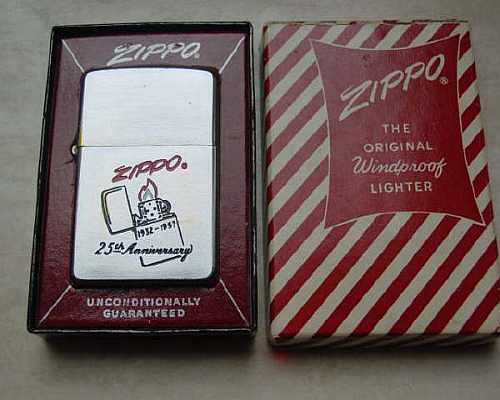 ZIPPO®
ZIPPO®
1932-1957
25th Anniversary
UNCONDITIONALLY
GUARANTEED
ZIPPO®
THE
ORIGINAL
Windproof
LIGHTER